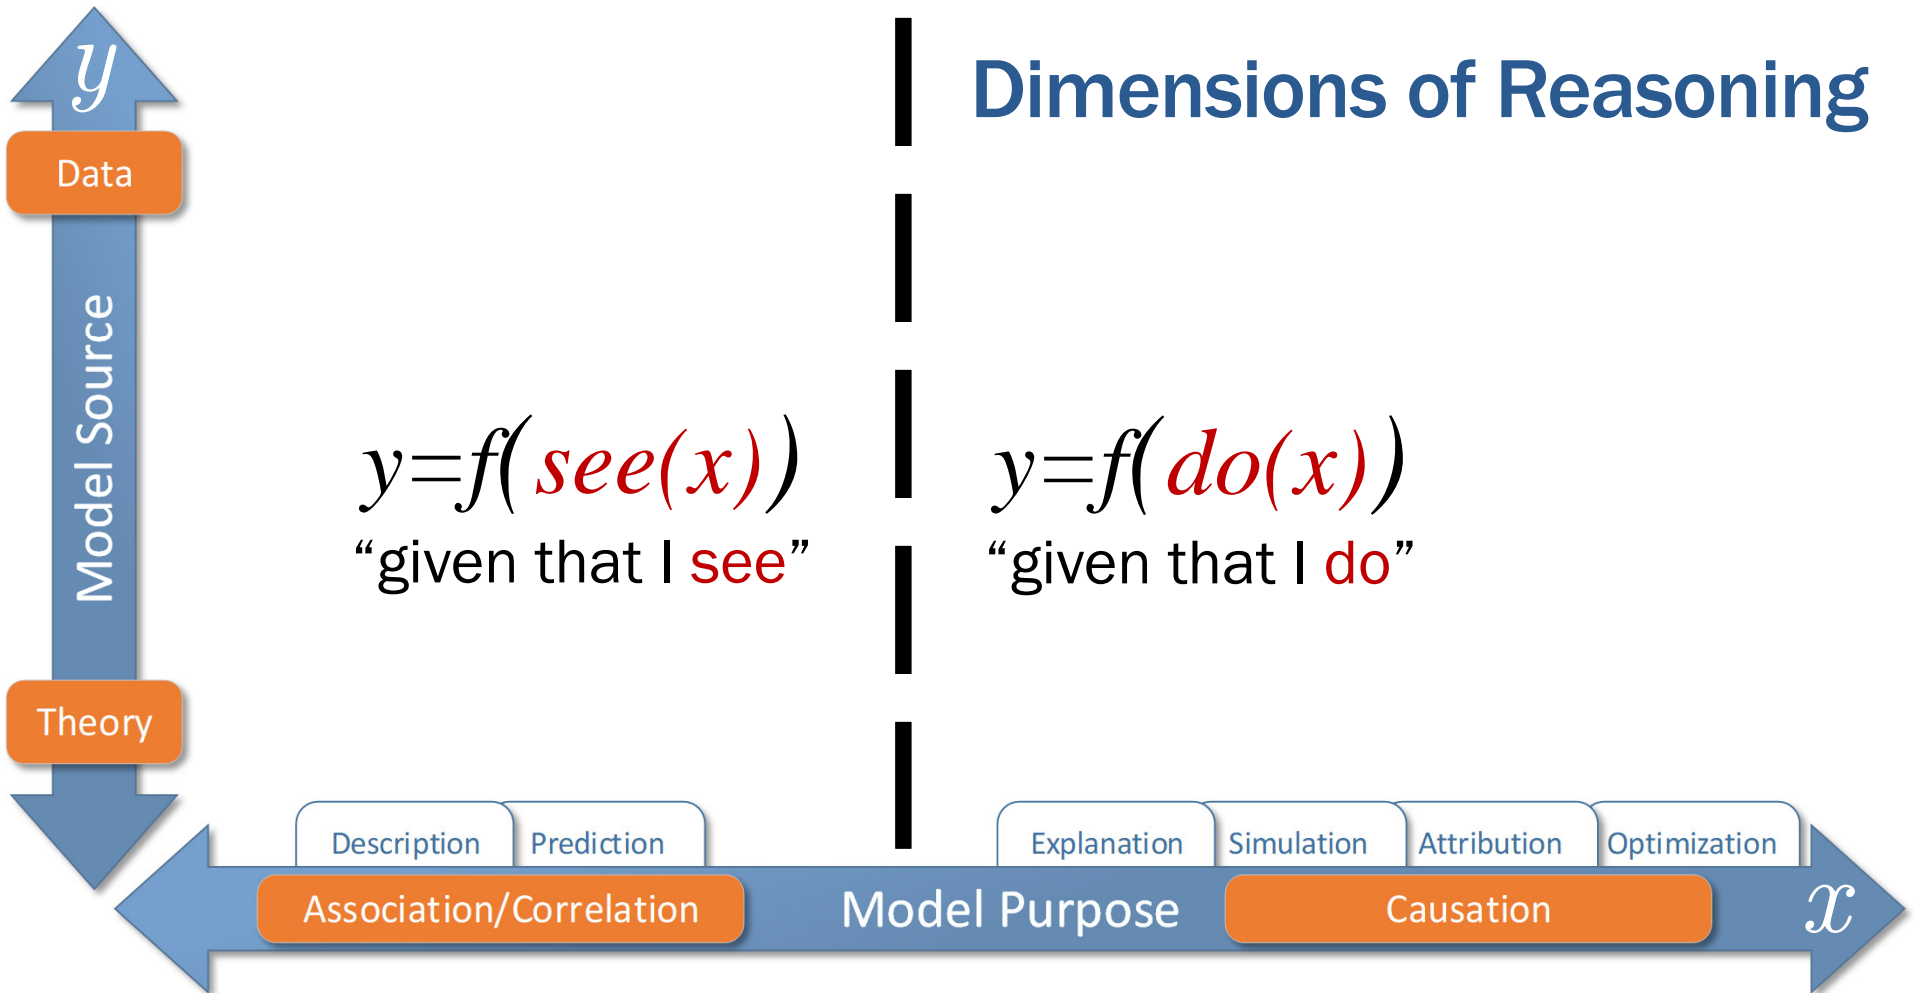 Dimensions of Reasoning
y
Data
Model Source
Theory
y=f(see(x))
“given that I see”
y=f(do(x))
“given that I do”
Description
Prediction
Explanation
Simulation
Attribution
Optimization
Association/Correlation
Model Purpose
Causation
x